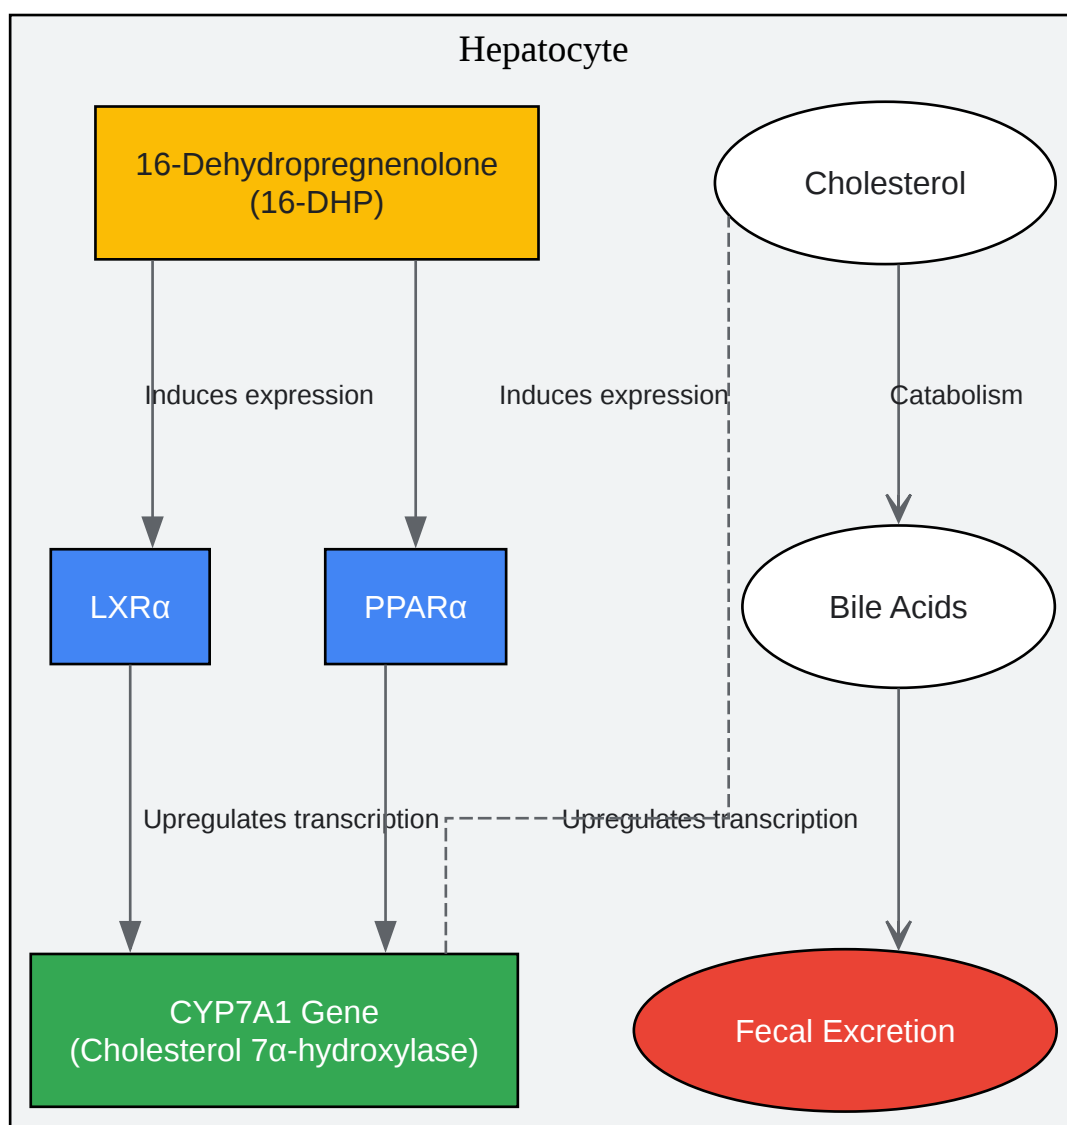 Hepatocyte
16-Dehydropregnenolone
(16-DHP)
Cholesterol
Induces expression
Induces expression
Catabolism
LXRα
PPARα
Bile Acids
Upregulates transcription
Upregulates transcription
CYP7A1 Gene
(Cholesterol 7α-hydroxylase)
Fecal Excretion